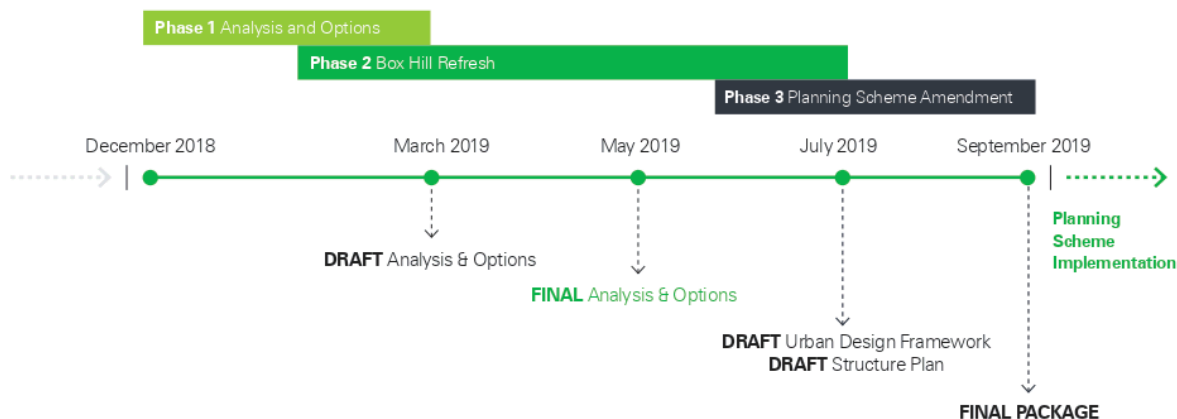 Phase 1 Analysis and Options
Phase 2 Box Hill Refresh
Phase 3 Planning Scheme Amendment
December 2018
March 2019
May 2019
July 2019
September 2019
DRAFT Analysis & Options
FINAL Analysis & Options
DRAFT Urban Design Framework
DRAFT Structure Plan
FINAL PACKAGE
Planning
Scheme
Implementation